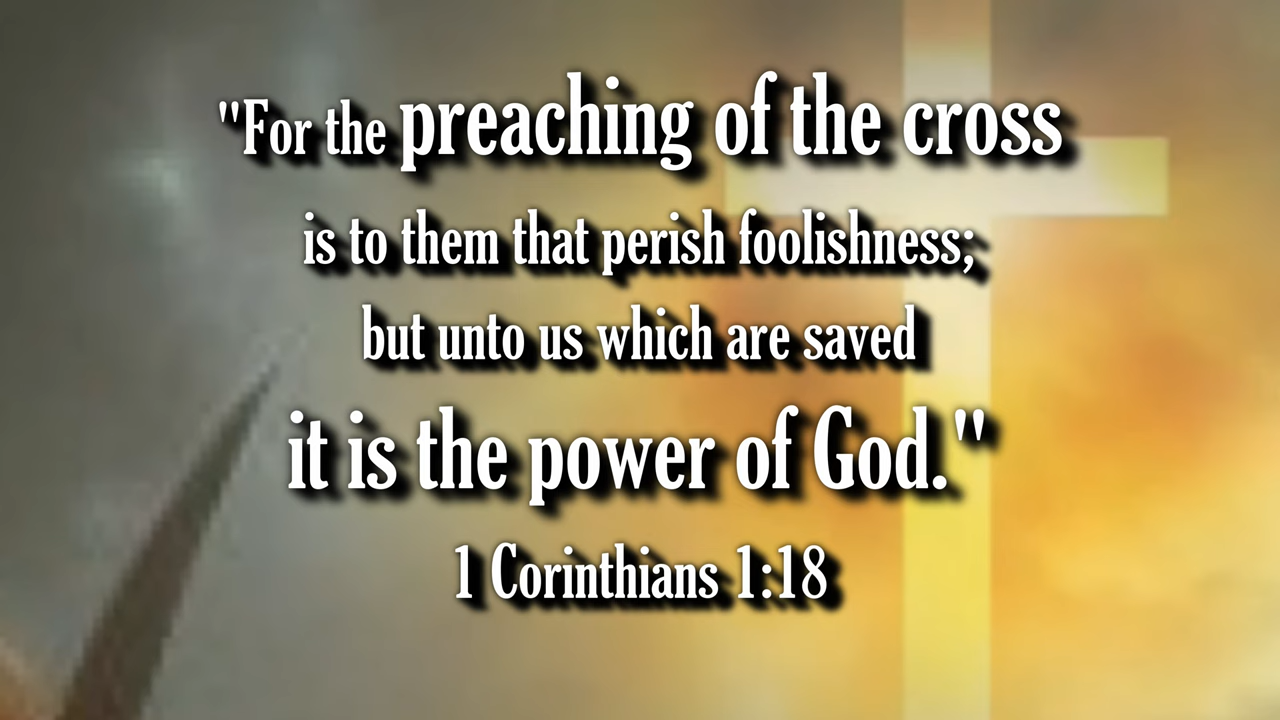 "For the preaching of the cross
is to them that perish foolishness;
but unto us which are saved
it is the power of God."
1 Corinthians 1:18